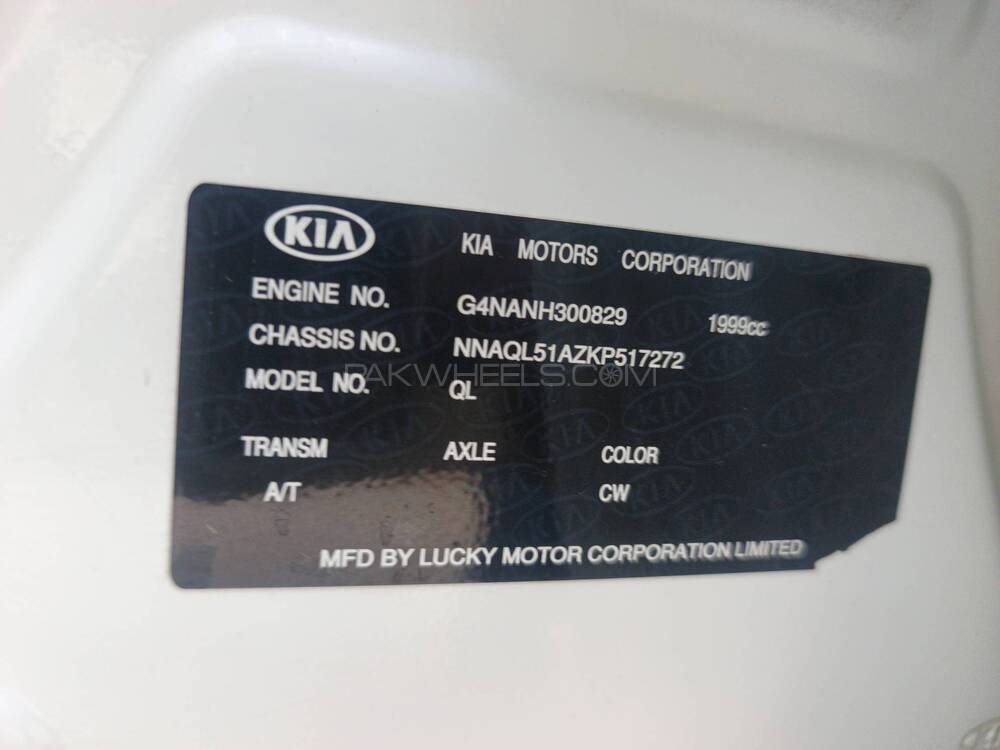 KIA KIA MOTORS CORPORATION
ENGINE NO. G4NANH300829 1999cc
CHASSIS NO. NNAQL51AZKP517272
PAKWHEELS.COM
MODEL NO. QL
TRANSM AXLE COLOR
A/T CW
MFD BY LUCKY MOTOR CORPORATION LIMITED